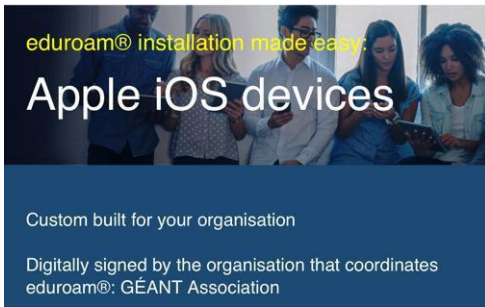 eduroam® installation made easy:
Apple iOS devices
Custom built for your organisation
Digitally signed by the organisation that coordinates
eduroam®: GÉANT Association